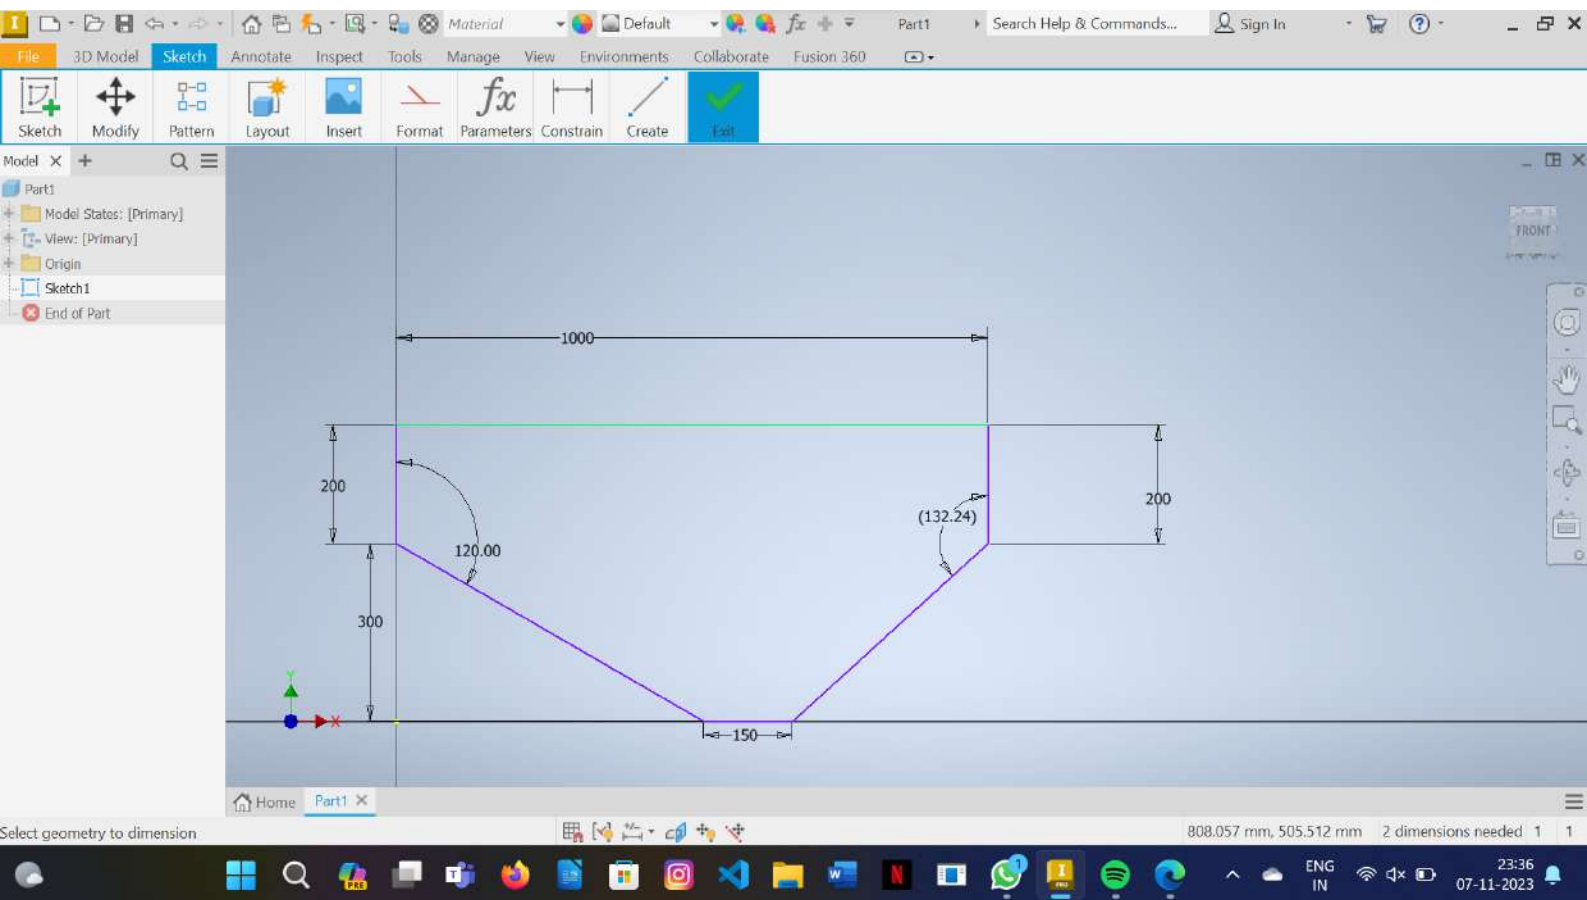 I Material Default fx Part1 Search Help & Commands... Sign In
File 3D Model Sketch Annotate Inspect Tools Manage View Environments Collaborate Fusion 360
Sketch Modify Pattern Layout Insert Format Parameters Constrain Create Exit
Model
Part1
Model States: [Primary]
View: [Primary]
Origin
Sketch1
End of Part
FRONT
1000
200
200
(132.24)
120.00
300
Y
X
150
Home Part1
Select geometry to dimension
808.057 mm, 505.512 mm 2 dimensions needed 1 1
PRE
W
N
1
I
PRO
ENG
IN
23:36
07-11-2023